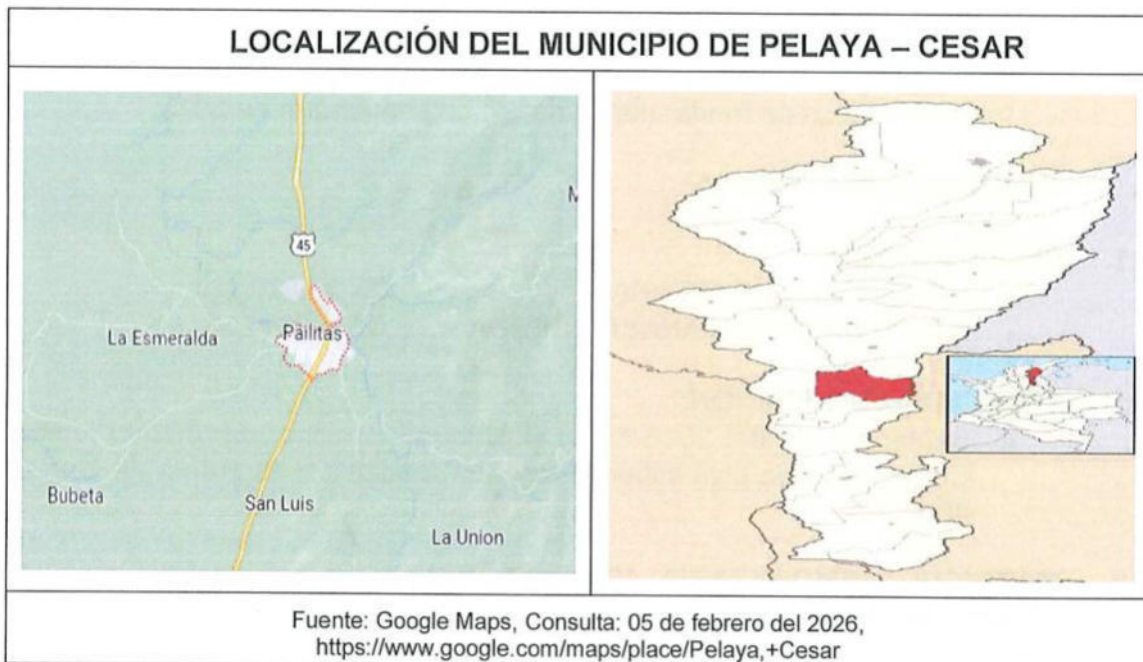 LOCALIZACIÓN DEL MUNICIPIO DE PELAYA – CESAR
45
La Esmeralda
Pailitas
Bubeta
San Luis
La Union
Fuente: Google Maps, Consulta: 05 de febrero del 2026,
https://www.google.com/maps/place/Pelaya,+Cesar